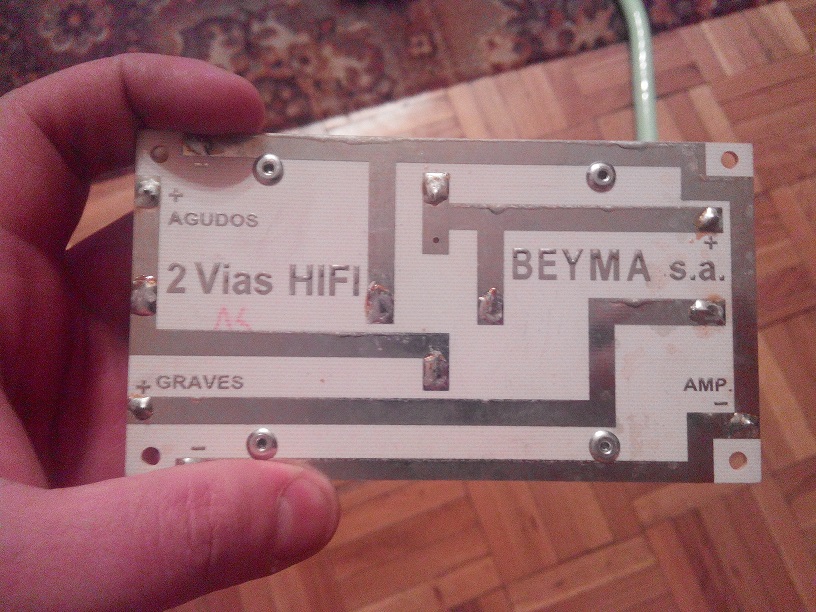 +
AGUDOS
2 Vias HIFI
BEYMA s.a.
+
+
GRAVES
AMP.
-
-